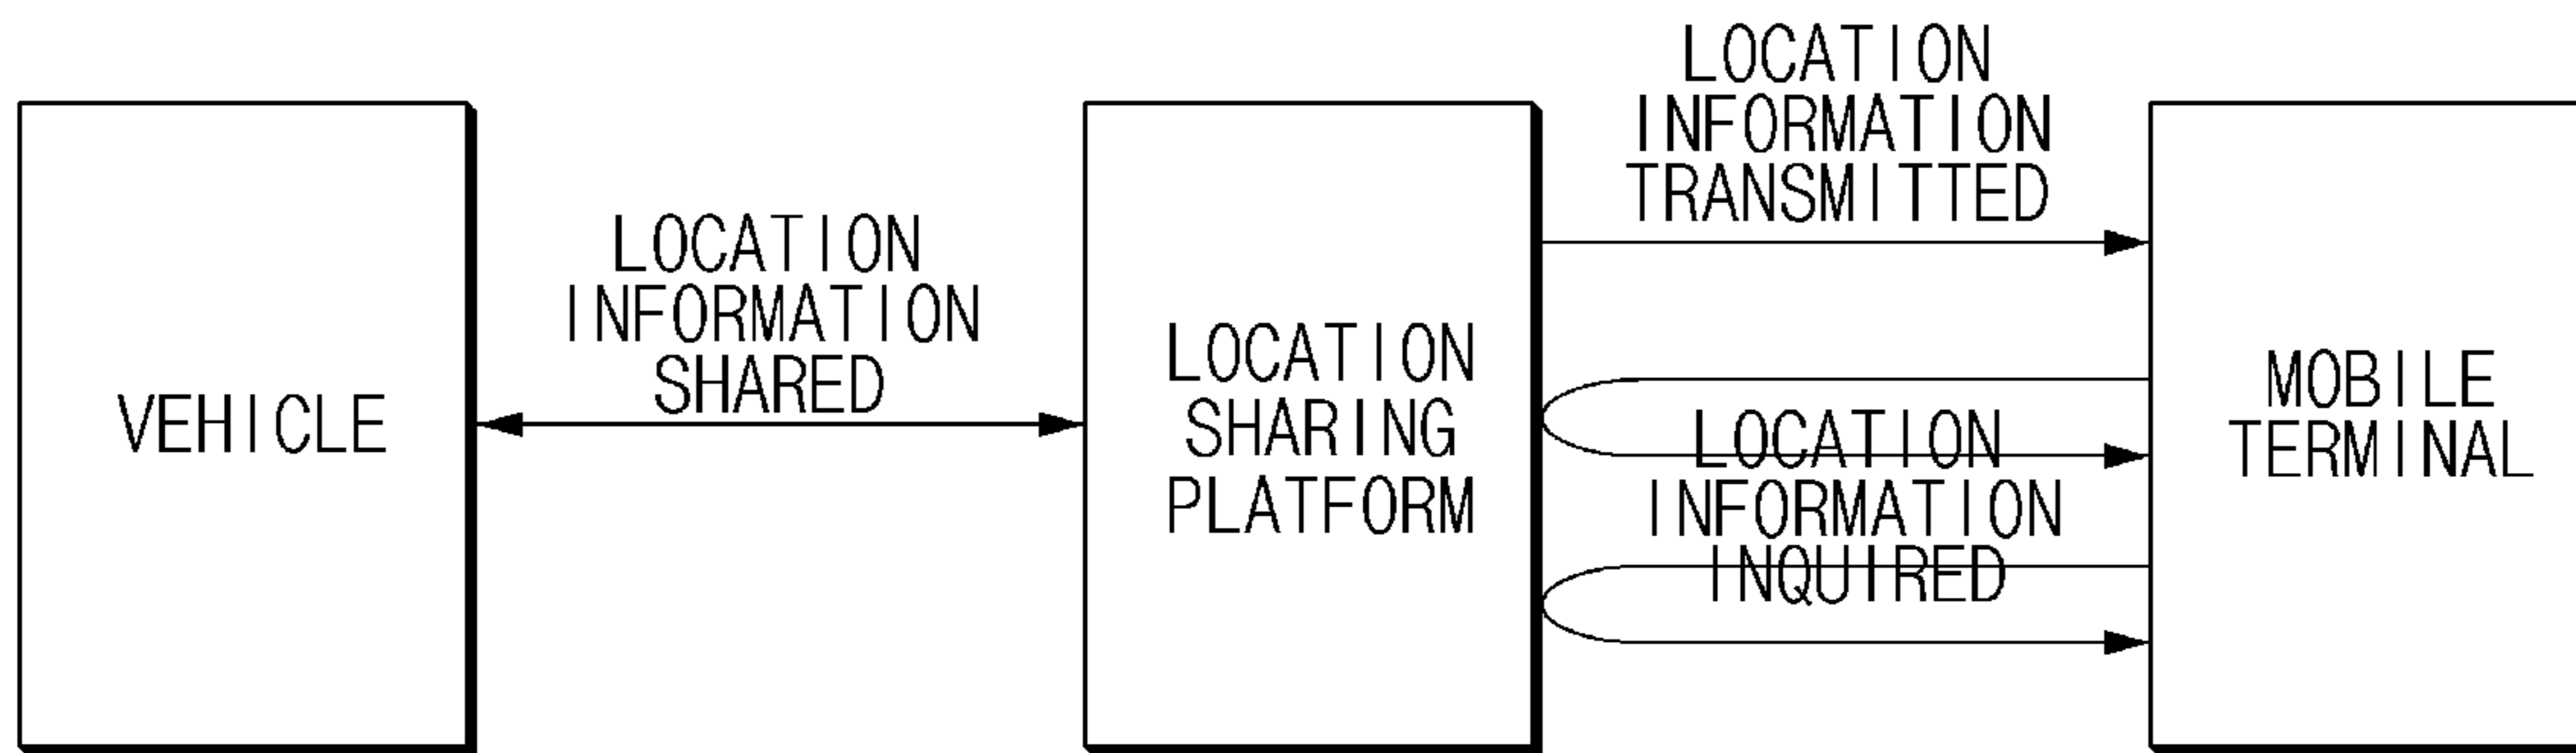 VEHICLE
LOCATION
INFORMATION
SHARED
LOCATION
SHARING
PLATFORM
LOCATION
INFORMATION
TRANSMITTED
LOCATION
INFORMATION
INQUIRED
MOBILE
TERMINAL